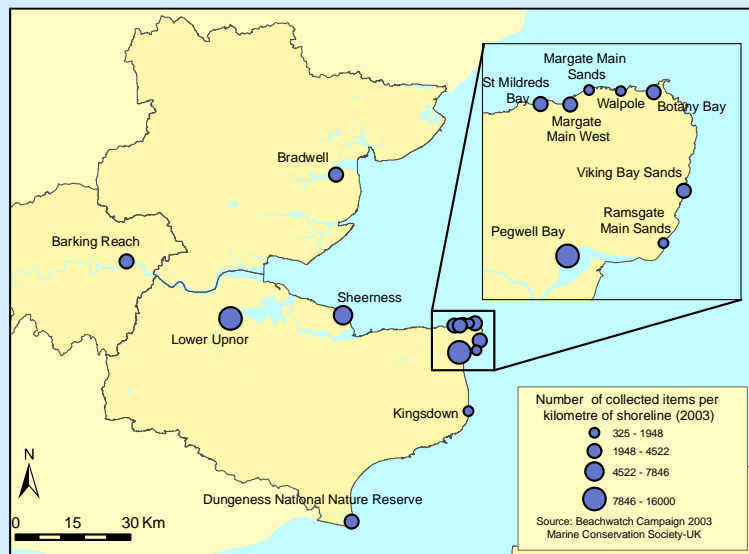 Margate Main
Sands
St Mildreds
Bay
Walpole
Botany Bay
Margate
Main West
Bradwell
Viking Bay Sands
Ramsgate
Main Sands
Pegwell Bay
Barking Reach
Sheerness
Lower Upnor
Kingsdown
Dungeness National Nature Reserve
N
0 15 30 Km
Number of collected items per
kilometre of shoreline (2003)
325 - 1948
1948 - 4522
4522 - 7846
7846 - 16000
Source: Beachwatch Campaign 2003
Marine Conservation Society-UK